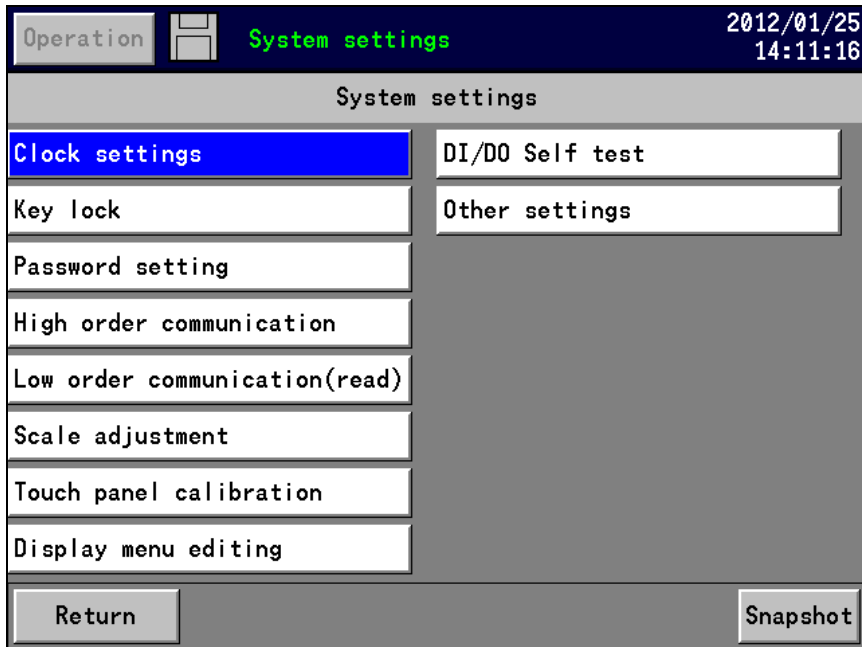 Operation
System settings
2012/01/25
14:11:16
System settings
Clock settings
Key lock
Password setting
High order communication
Low order communication(read)
Scale adjustment
Touch panel calibration
Display menu editing
DI/DO Self test
Other settings
Return
Snapshot